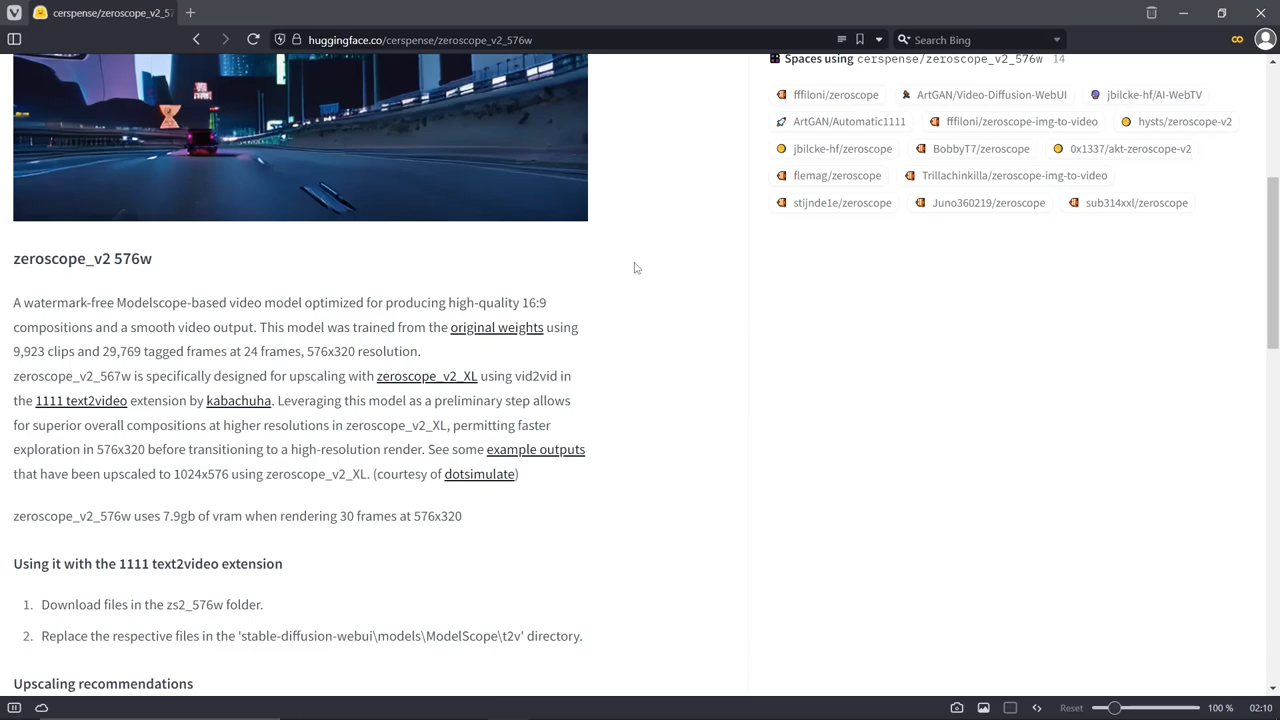 cerspense/zeroscope_v2_57
huggingface.co/cerspense/zeroscope_v2_576w
Search Bing
Spaces using cerspense/zeroscope_v2_576w 14
fffiloni/zeroscope
ArtGAN/Video-Diffusion-WebUI
jbilcke-hf/AI-WebTV
ArtGAN/Automatic1111
fffiloni/zeroscope-img-to-video
hysts/zeroscope-v2
jbilcke-hf/zeroscope
BobbyT7/zeroscope
0x1337/akt-zeroscope-v2
flemag/zeroscope
Trillachinkilla/zeroscope-img-to-video
stijnde1e/zeroscope
Juno360219/zeroscope
sub314xxl/zeroscope
zeroscope_v2 576w
A watermark-free Modelscope-based video model optimized for producing high-quality 16:9
compositions and a smooth video output. This model was trained from the original weights using
9,923 clips and 29,769 tagged frames at 24 frames, 576x320 resolution.
zeroscope_v2_567w is specifically designed for upscaling with zeroscope_v2_XL using vid2vid in
the 1111 text2video extension by kabachuha. Leveraging this model as a preliminary step allows
for superior overall compositions at higher resolutions in zeroscope_v2_XL, permitting faster
exploration in 576x320 before transitioning to a high-resolution render. See some example outputs
that have been upscaled to 1024x576 using zeroscope_v2_XL. (courtesy of dotsimulate)
zeroscope_v2_576w uses 7.9gb of vram when rendering 30 frames at 576x320
Using it with the 1111 text2video extension
1. Download files in the zs2_576w folder.
2. Replace the respective files in the 'stable-diffusion-webui\models\ModelScope\t2v' directory.
Upscaling recommendations
Reset
100 %
02:10